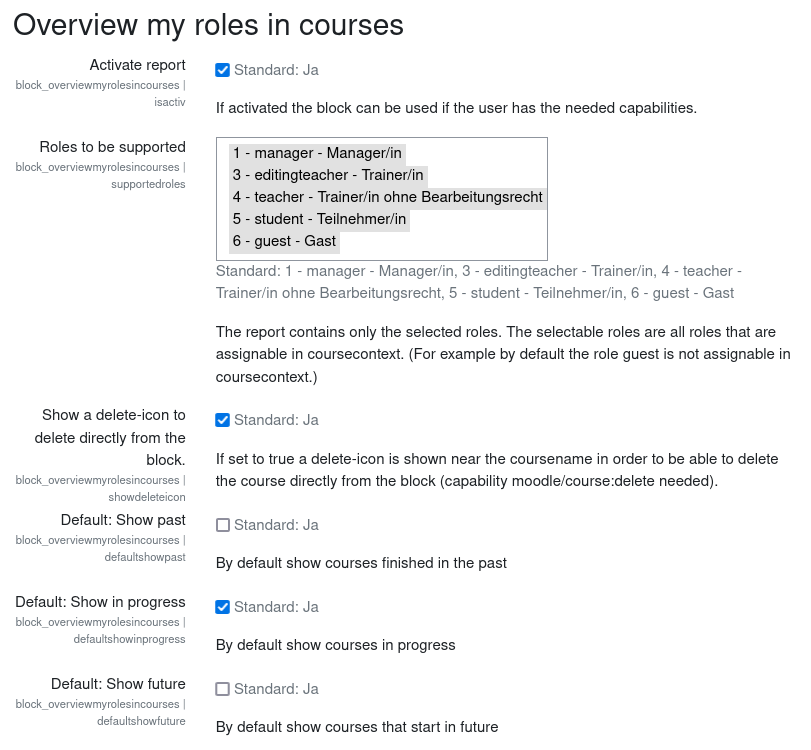 Overview my roles in courses
Activate report
block_overviewmyrolesincourses |
isactiv
Standard: Ja
If activated the block can be used if the user has the needed capabilities.
Roles to be supported
block_overviewmyrolesincourses |
supportedroles
1 - manager - Manager/in
3 - editingteacher - Trainer/in
4 - teacher - Trainer/in ohne Bearbeitungsrecht
5 - student - Teilnehmer/in
6 - guest - Gast
Standard: 1 - manager - Manager/in, 3 - editingteacher - Trainer/in, 4 - teacher -
Trainer/in ohne Bearbeitungsrecht, 5 - student - Teilnehmer/in, 6 - guest - Gast
The report contains only the selected roles. The selectable roles are all roles that are
assignable in coursecontext. (For example by default the role guest is not assignable in
coursecontext.)
Show a delete-icon to
delete directly from the
block.
block_overviewmyrolesincourses |
showdeleteicon
Standard: Ja
If set to true a delete-icon is shown near the coursename in order to be able to delete
the course directly from the block (capability moodle/course:delete needed).
Default: Show past
block_overviewmyrolesincourses |
defaultshowpast
Standard: Ja
By default show courses finished in the past
Default: Show in progress
block_overviewmyrolesincourses |
defaultshowinprogress
Standard: Ja
By default show courses in progress
Default: Show future
block_overviewmyrolesincourses |
defaultshowfuture
Standard: Ja
By default show courses that start in future